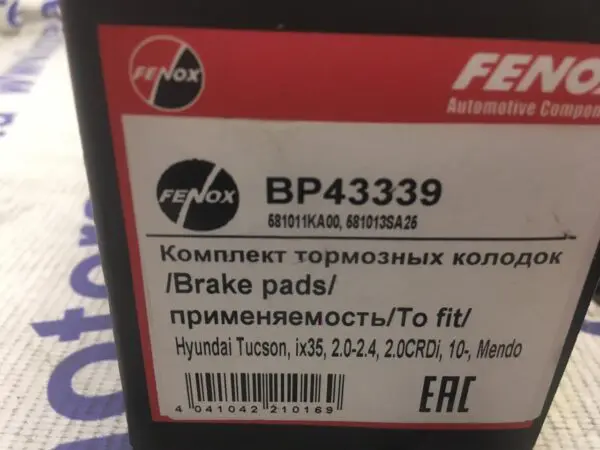 FENOX
FENOX
Automotive Compon
FENOX
BP43339
581011KA00, 581013SA26
Комплект тормозных колодок
/Brake pads/
применяемость/To fit/
Hyundai Tucson, ix35, 2.0-2.4, 2.0CRDi, 10-, Mendo
4 041042 210169
EAC